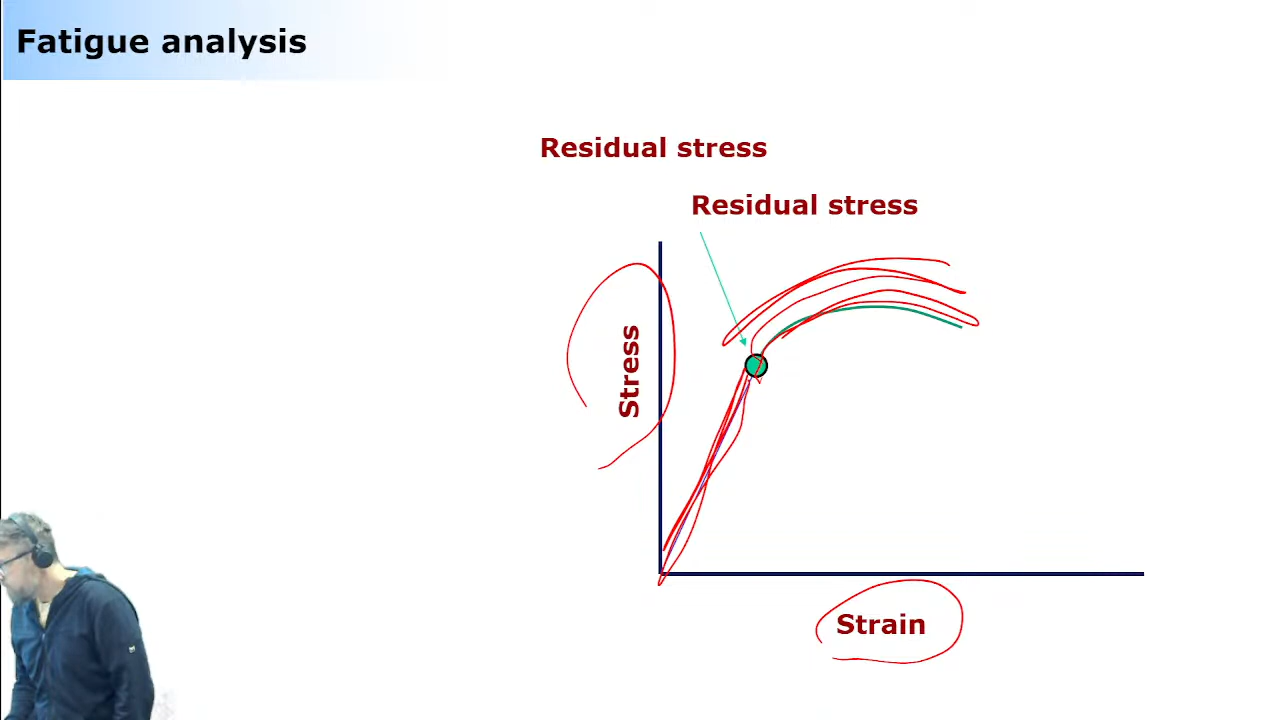 Fatigue analysis
Residual stress
Residual stress
Stress
Strain